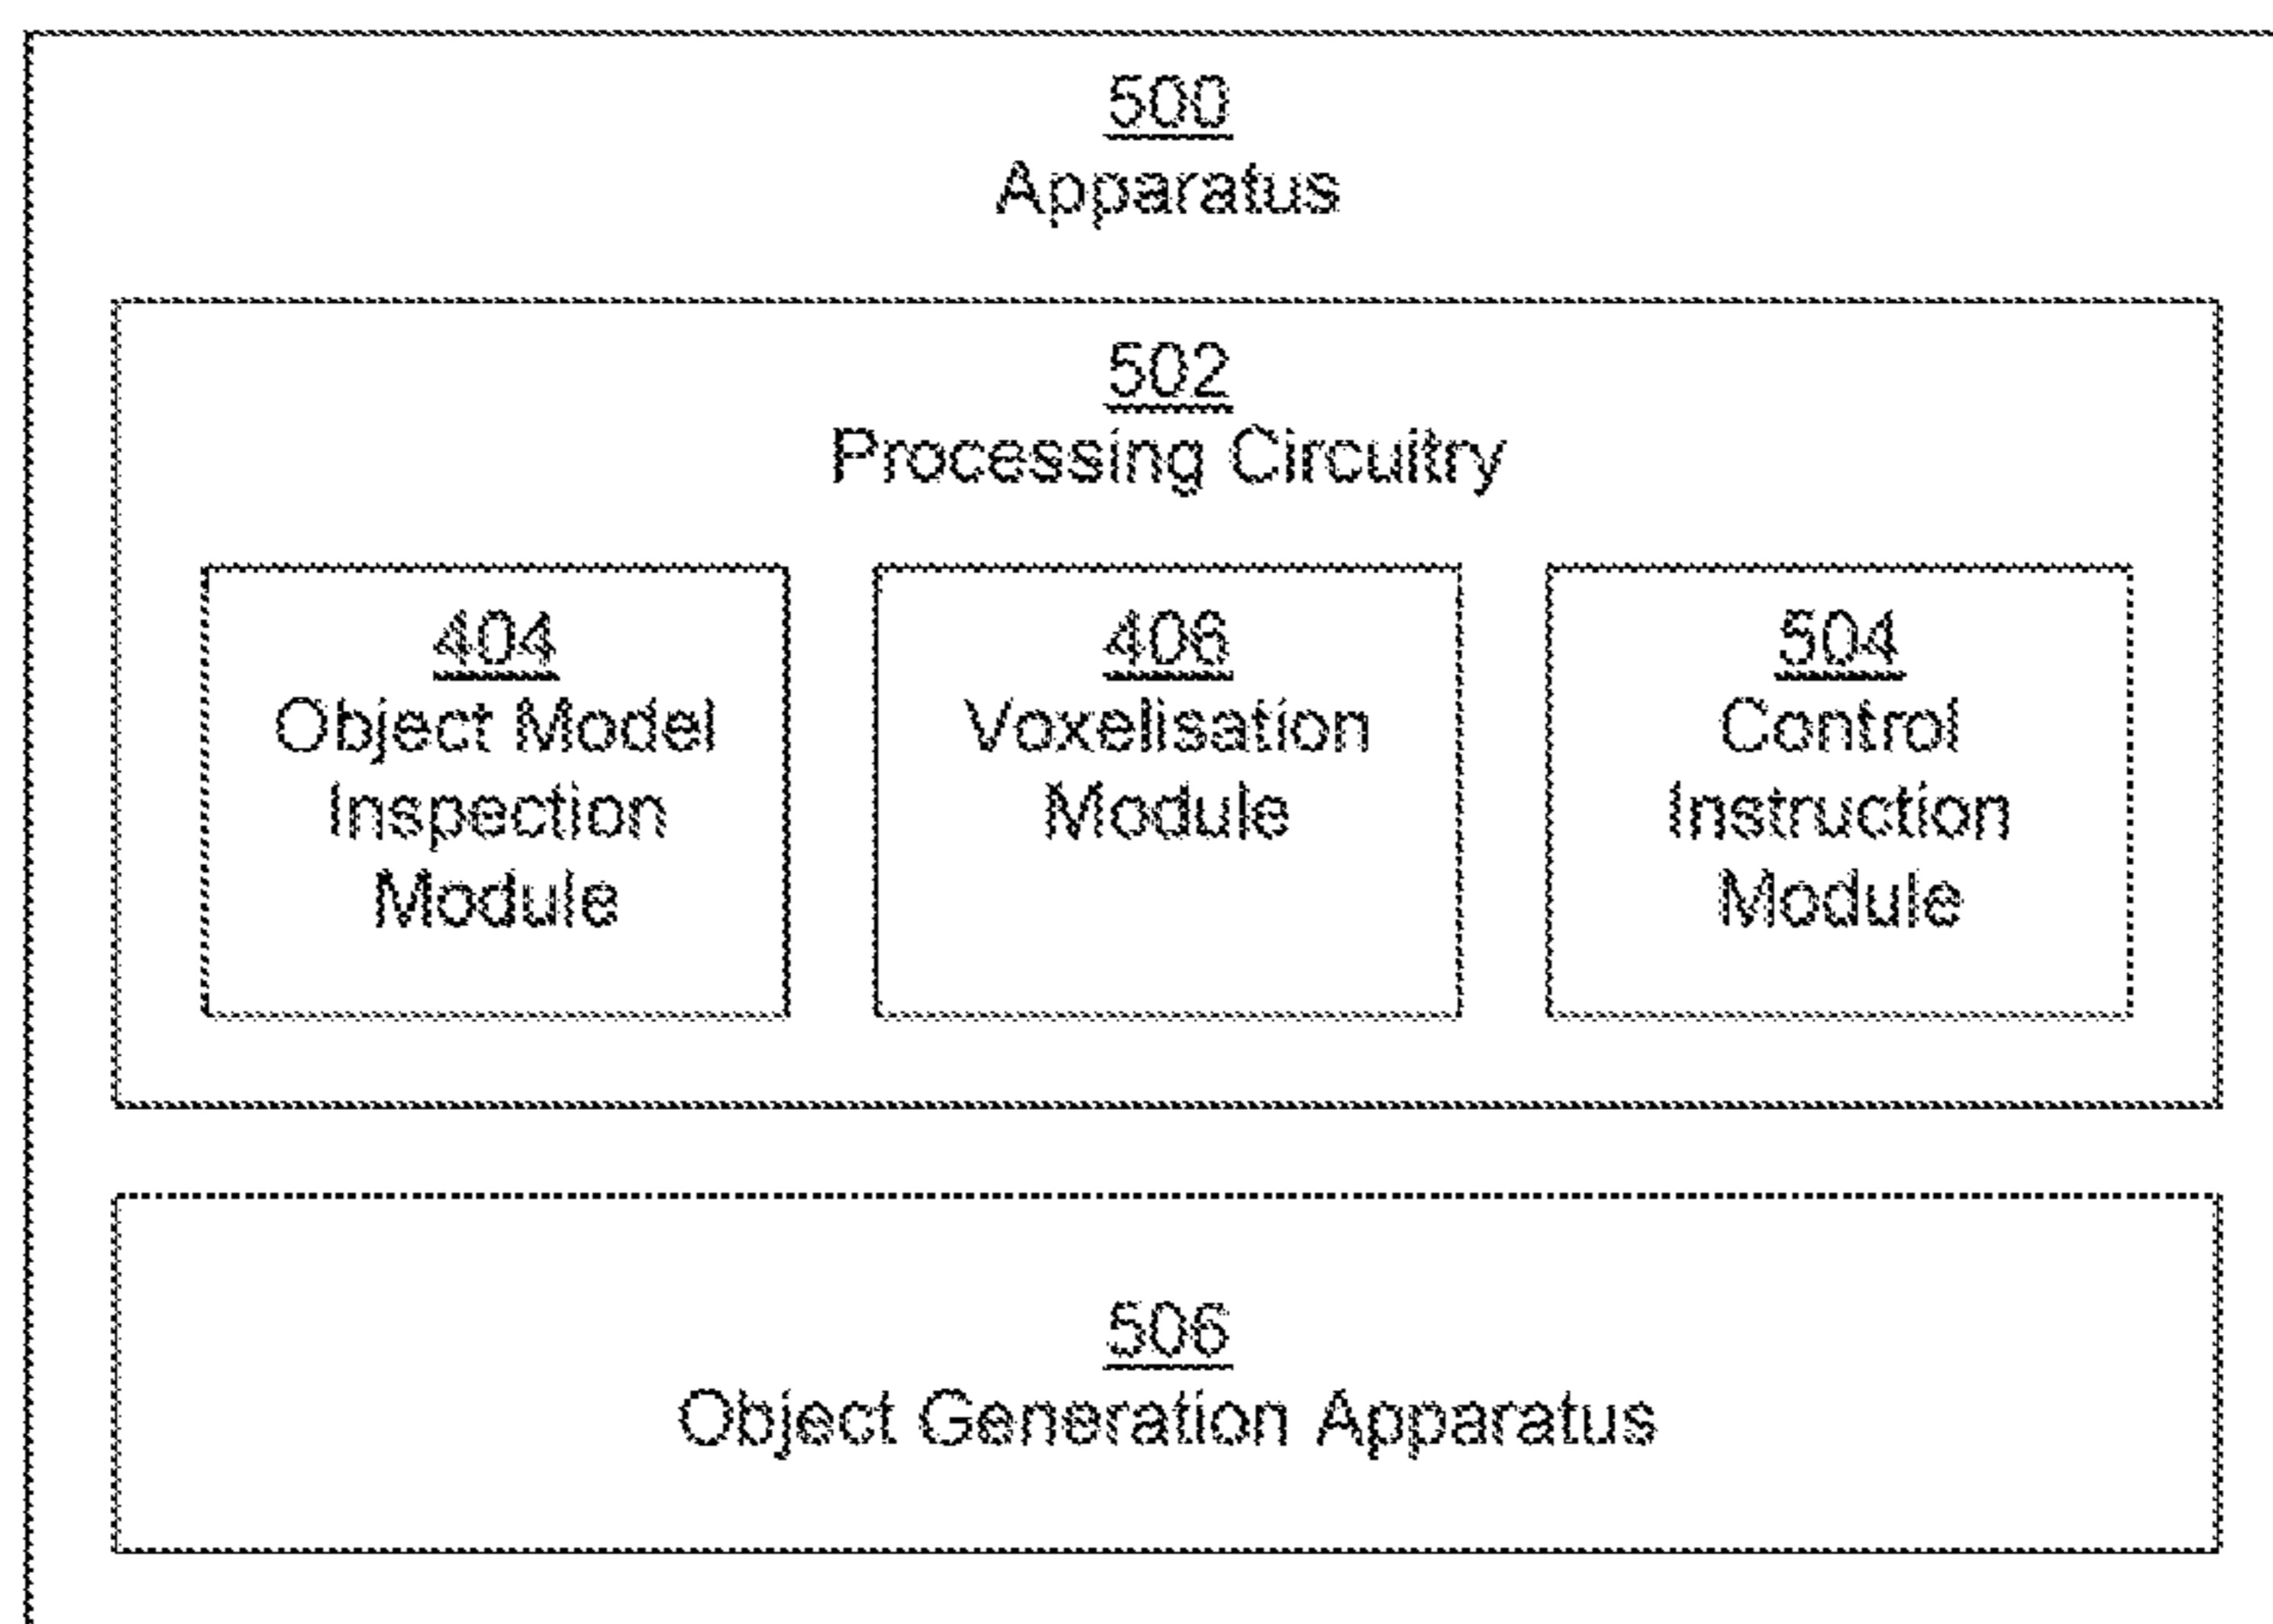 500
Apparatus
502
Processing Circuitry
404
Object Model
Inspection
Module
406
Voxelisation
Module
504
Control
Instruction
Module
506
Object Generation Apparatus